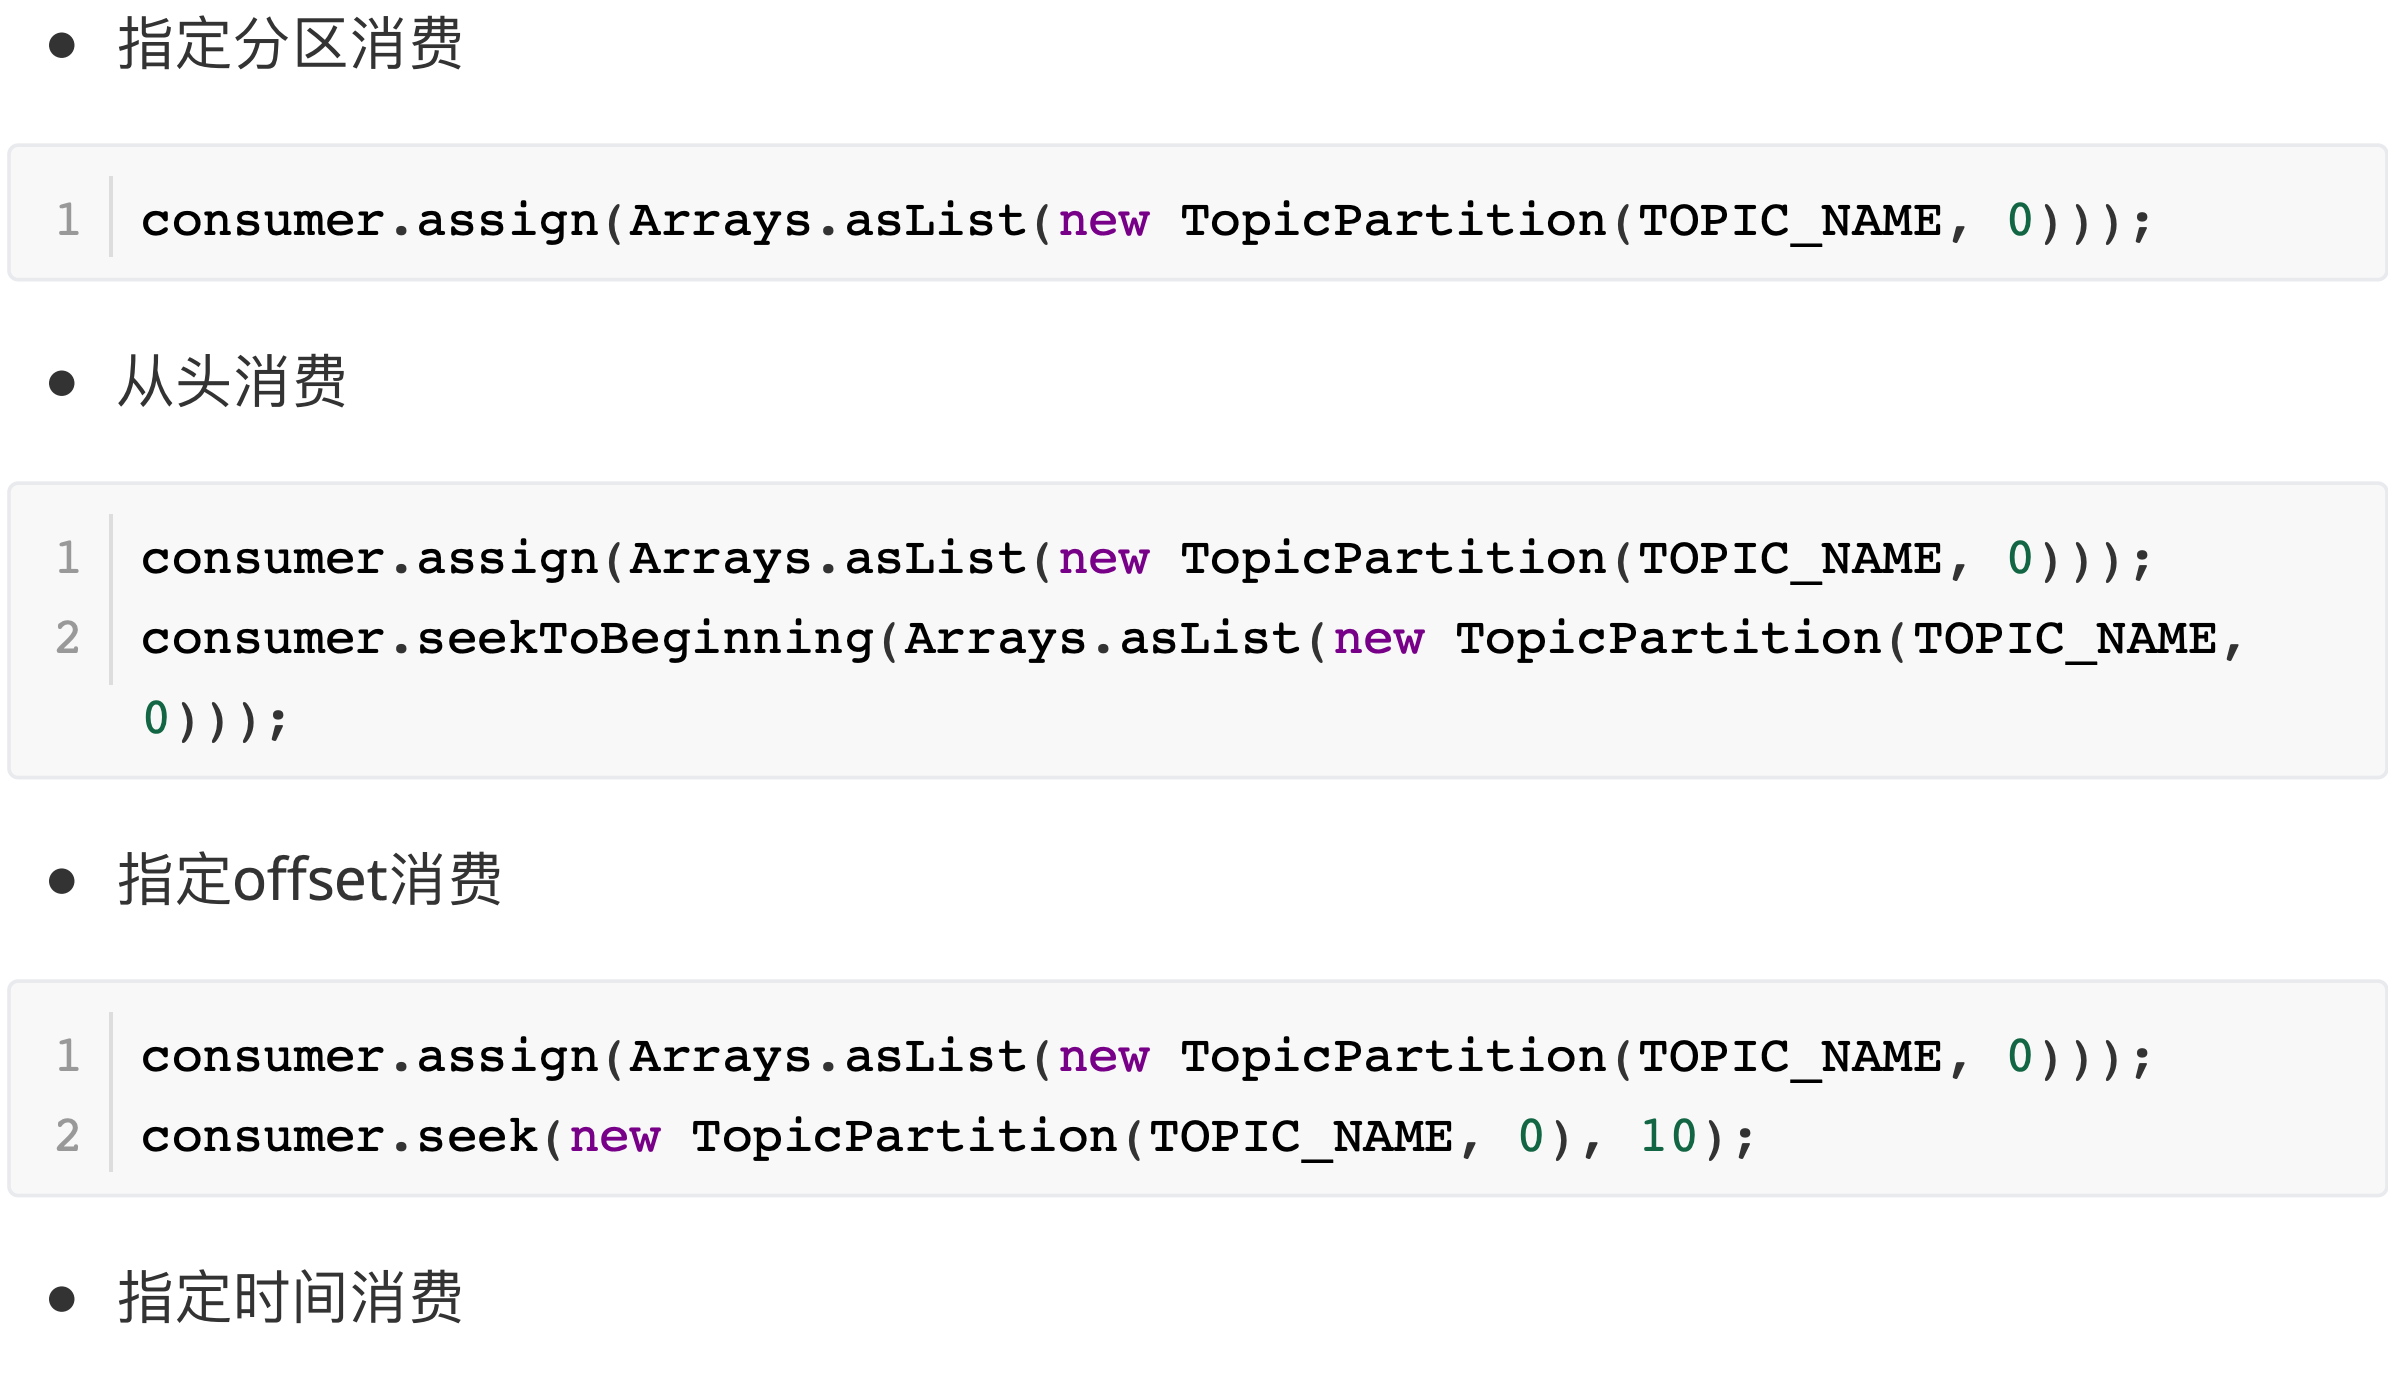 指定分区消费
1 consumer.assign(Arrays.asList(new TopicPartition(TOPIC_NAME, 0)));
从头消费
1 consumer.assign(Arrays.asList(new TopicPartition(TOPIC_NAME, 0)));
2 consumer.seekToBeginning(Arrays.asList(new TopicPartition(TOPIC_NAME,
0)));
指定offset消费
1 consumer.assign(Arrays.asList(new TopicPartition(TOPIC_NAME, 0)));
2 consumer.seek(new TopicPartition(TOPIC_NAME, 0), 10);
指定时间消费